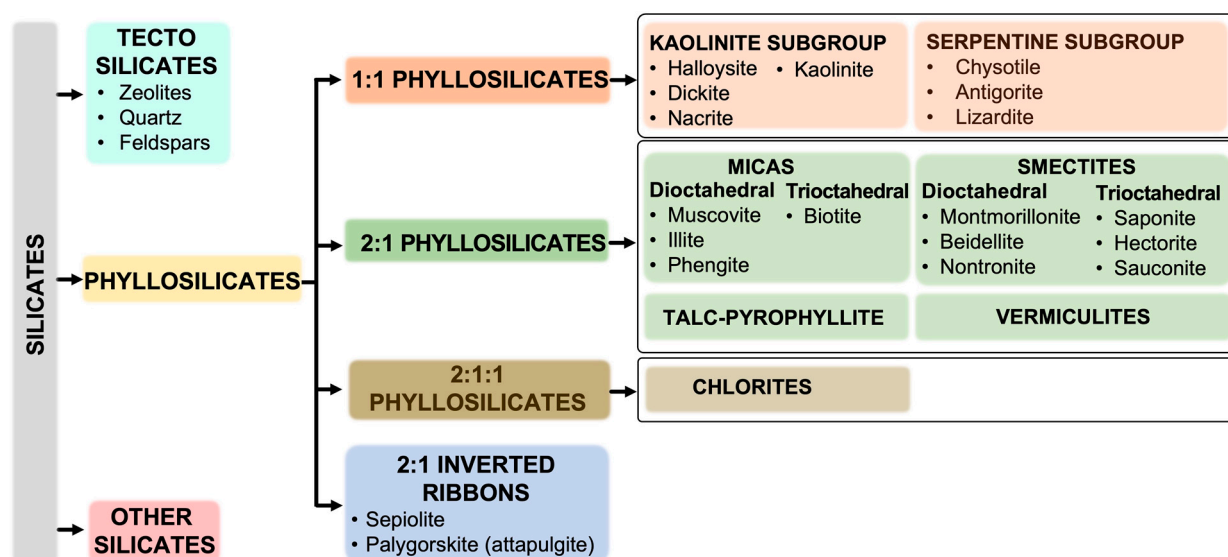 SILICATES
TECTO
SILICATES
• Zeolites
• Quartz
• Feldspars
PHYLLOSILICATES
OTHER
SILICATES
1:1 PHYLLOSILICATES
KAOLINITE SUBGROUP
• Halloysite • Kaolinite
• Dickite
• Nacrite
SERPENTINE SUBGROUP
• Chysotile
• Antigorite
• Lizardite
2:1 PHYLLOSILICATES
MICAS
Dioctahedral Trioctahedral
• Muscovite • Biotite
• Illite
• Phengite
SMECTITES
Dioctahedral Trioctahedral
• Montmorillonite • Saponite
• Beidellite • Hectorite
• Nontronite • Sauconite
TALC-PYROPHYLLITE
VERMICULITES
2:1:1
PHYLLOSILICATES
CHLORITES
2:1 INVERTED
RIBBONS
• Sepiolite
• Palygorskite (attapulgite)